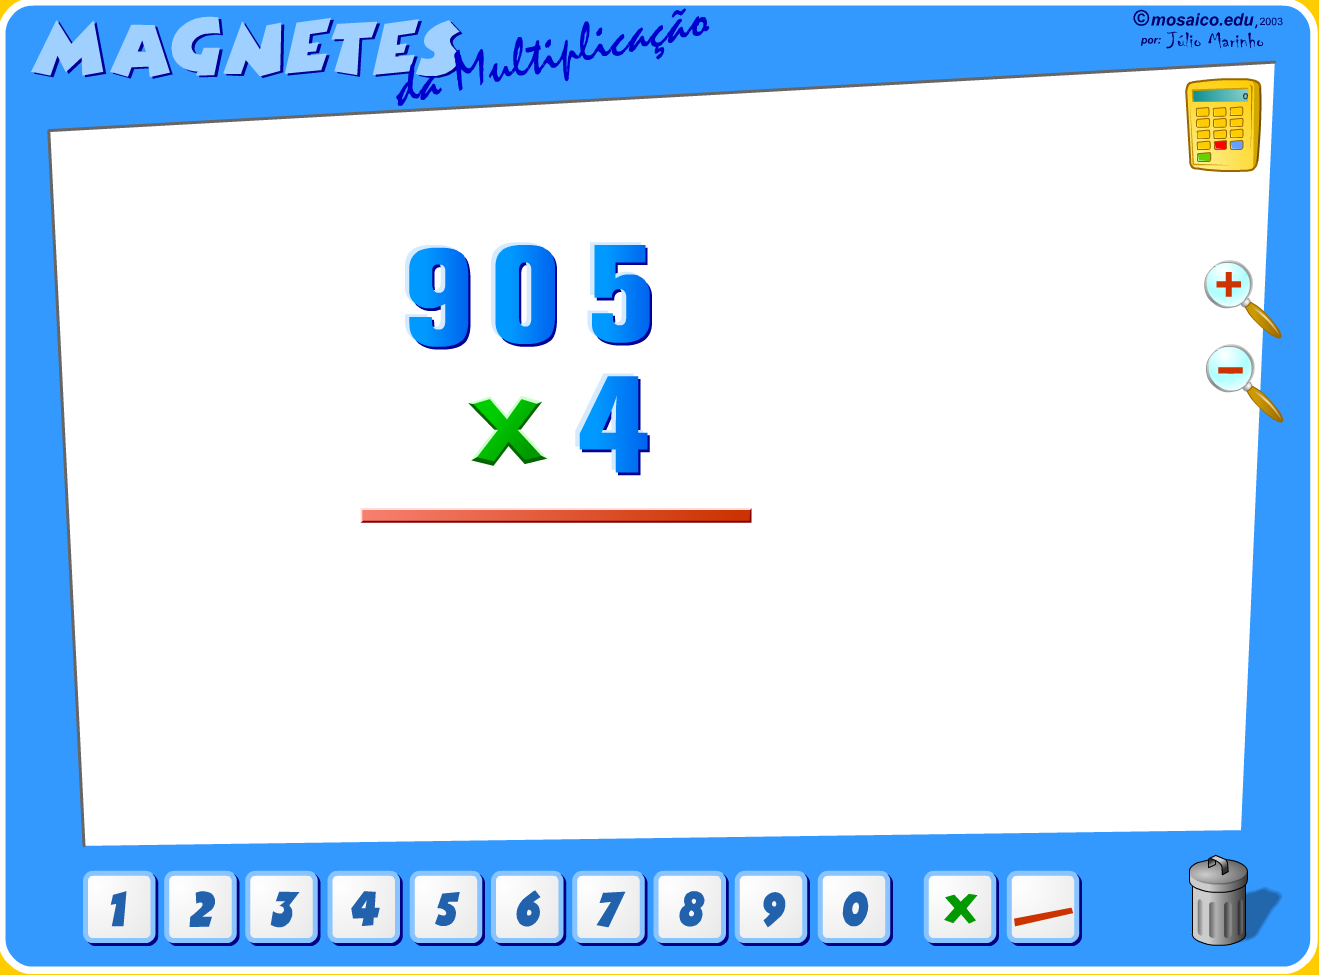 MAGNETES
da Multiplicação
©mosaico.edu,2003
por: Júlio Marinho
0
905
x 4
+
−
1 2 3 4 5 6 7 8 9 0 x